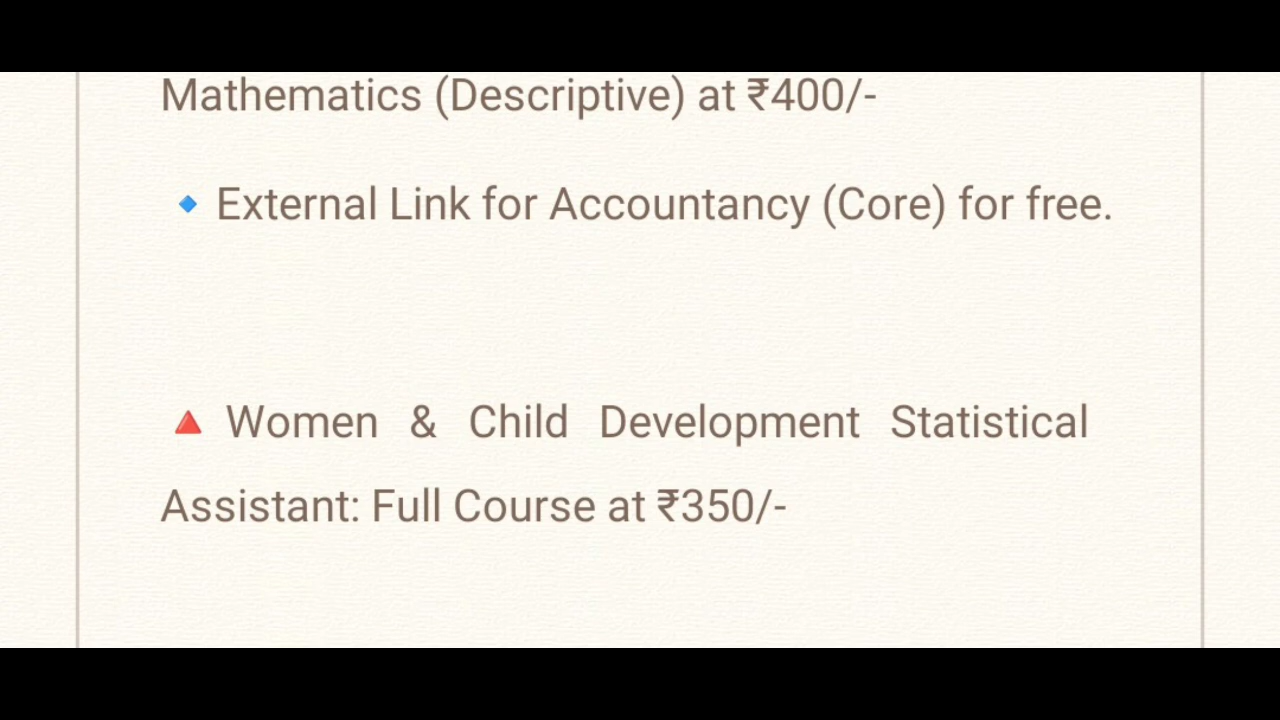 Mathematics (Descriptive) at ₹400/-
🔹 External Link for Accountancy (Core) for free.
🔺 Women & Child Development Statistical
Assistant: Full Course at ₹350/-